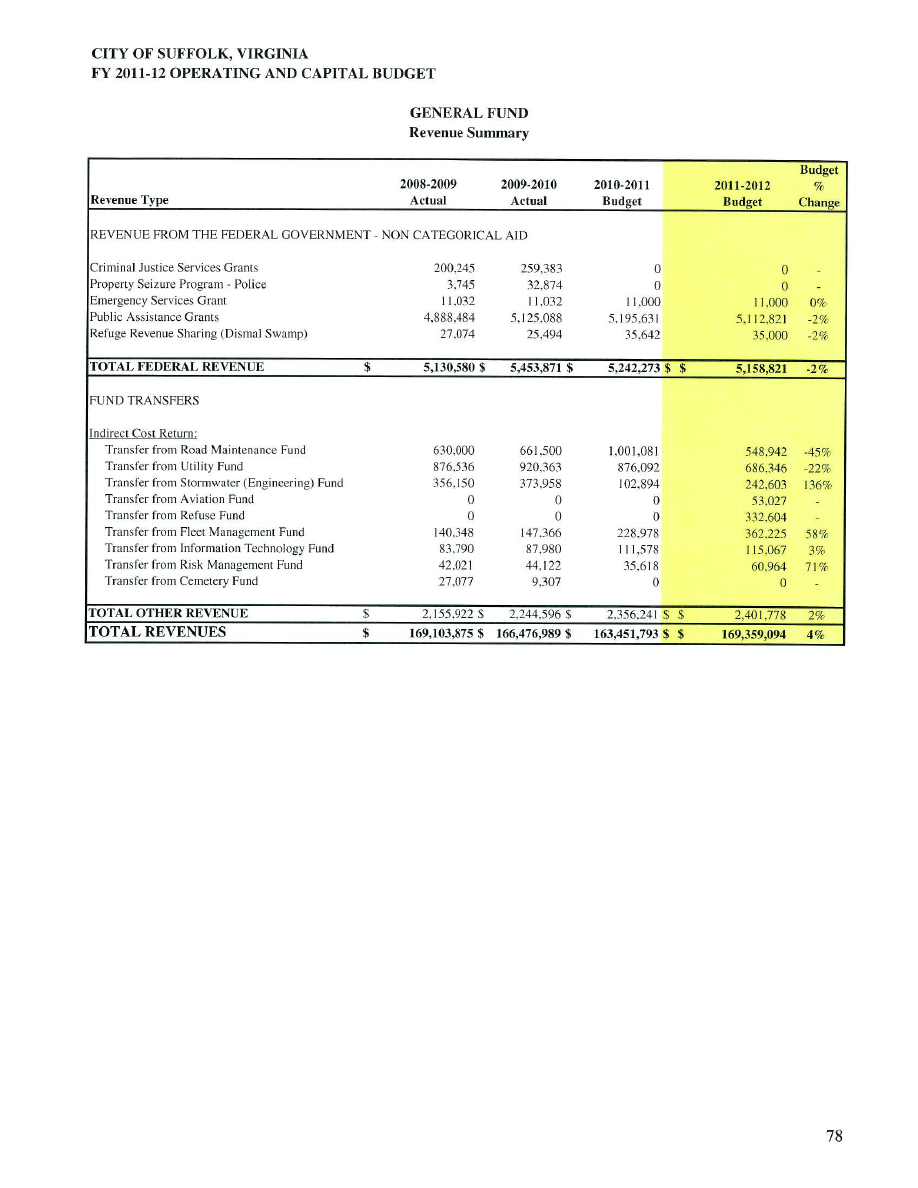 CITY OF SUFFOLK, VIRGINIA
FY 2011-12 OPERATING AND CAPITAL BUDGET
GENERAL FUND
Revenue Summary
Revenue Type 2008-2009 Actual 2009-2010 Actual 2010-2011 Budget 2011-2012 Budget Budget % Change
REVENUE FROM THE FEDERAL GOVERNMENT - NON CATEGORICAL AID
Criminal Justice Services Grants 200,245 259,383 0 0 -
Property Seizure Program - Police 3,745 32,874 0 0 -
Emergency Services Grant 11,032 11,032 11,000 11,000 0%
Public Assistance Grants 4,888,484 5,125,088 5,195,631 5,112,821 -2%
Refuge Revenue Sharing (Dismal Swamp) 27,074 25,494 35,642 35,000 -2%
TOTAL FEDERAL REVENUE $ 5,130,580 $ 5,453,871 $ 5,242,273 $ $ 5,158,821 -2%
FUND TRANSFERS
Indirect Cost Return:
Transfer from Road Maintenance Fund 630,000 661,500 1,001,081 548,942 -45%
Transfer from Utility Fund 876,536 920,363 876,092 686,346 -22%
Transfer from Stormwater (Engineering) Fund 356,150 373,958 102,894 242,603 136%
Transfer from Aviation Fund 0 0 0 53,027 -
Transfer from Refuse Fund 0 0 0 332,604 -
Transfer from Fleet Management Fund 140,348 147,366 228,978 362,225 58%
Transfer from Information Technology Fund 83,790 87,980 111,578 115,067 3%
Transfer from Risk Management Fund 42,021 44,122 35,618 60,964 71%
Transfer from Cemetery Fund 27,077 9,307 0 0 -
TOTAL OTHER REVENUE $ 2,155,922 $ 2,244,596 $ 2,356,241 $ $ 2,401,778 2%
TOTAL REVENUES $ 169,103,875 $ 166,476,989 $ 163,451,793 $ $ 169,359,094 4%
78